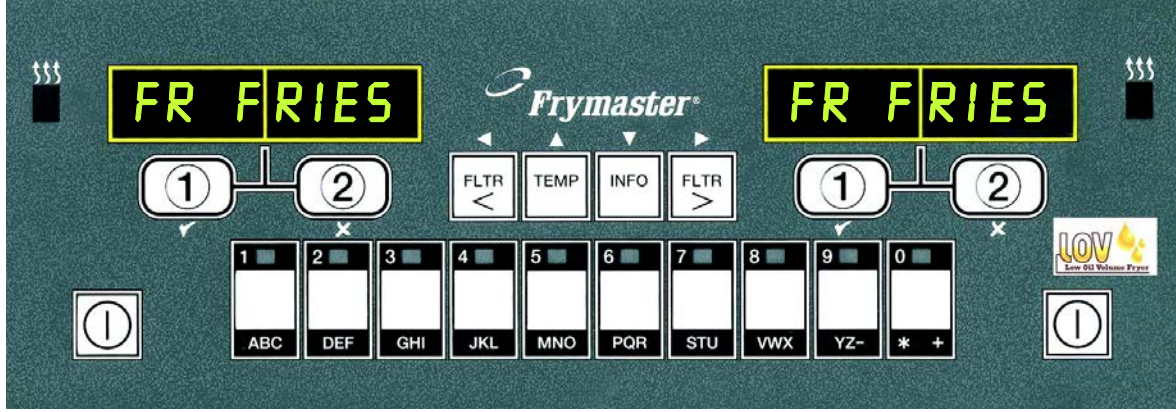 FR FRIES
FR FRIES
Frymaster®
1 2
FLTR < TEMP INFO FLTR >
1 2
LOV
Low Oil Volume Fryer
1 2 3 4 5 6 7 8 9 0
ABC DEF GHI JKL MNO PQR STU VWX YZ- * +